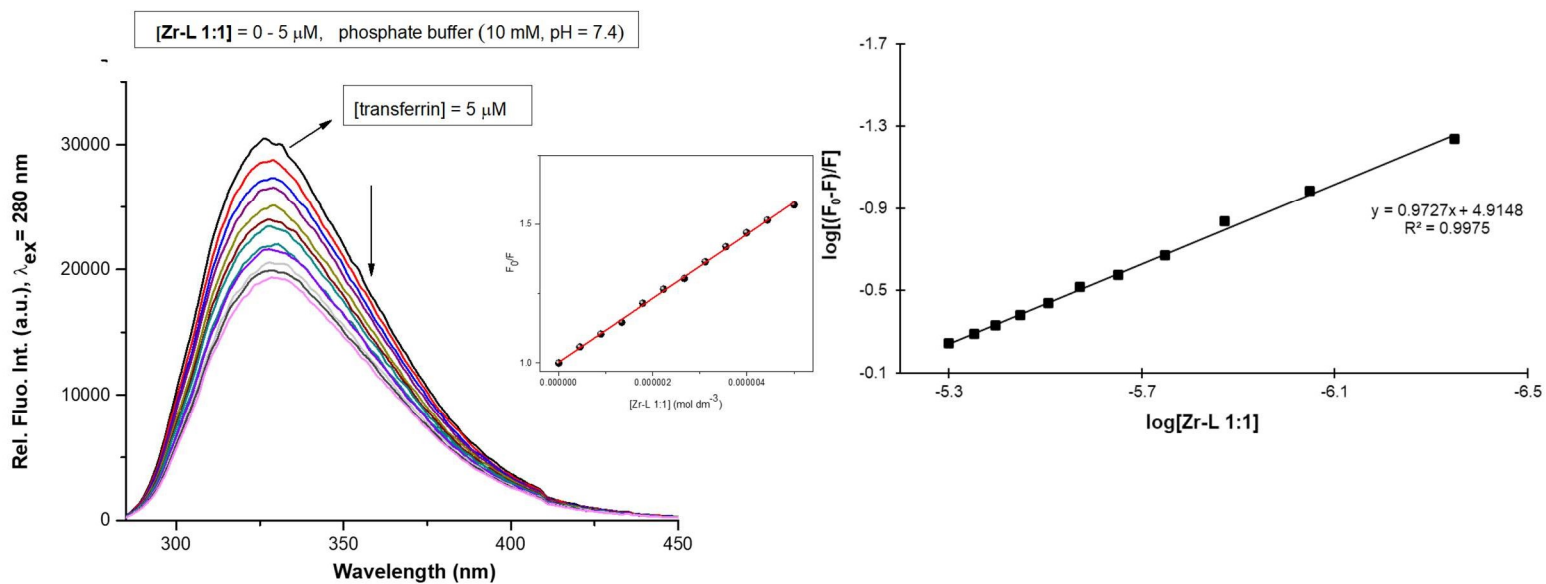 [Zr-L 1:1] = 0 - 5 μM, phosphate buffer (10 mM, pH = 7.4)
[transferrin] = 5 μM
Rel. Fluo. Int. (a.u.), λex= 280 nm
30000
20000
10000
0
300
350
400
450
Wavelength (nm)
F0/F
1.5
1.0
0.000000
0.000002
0.000004
[Zr-L 1:1] (mol dm-3)
log[(F0-F)/F]
-1.7
-1.3
-0.9
-0.5
-0.1
y = 0.9727x + 4.9148
R² = 0.9975
-5.3
-5.7
-6.1
-6.5
log[Zr-L 1:1]